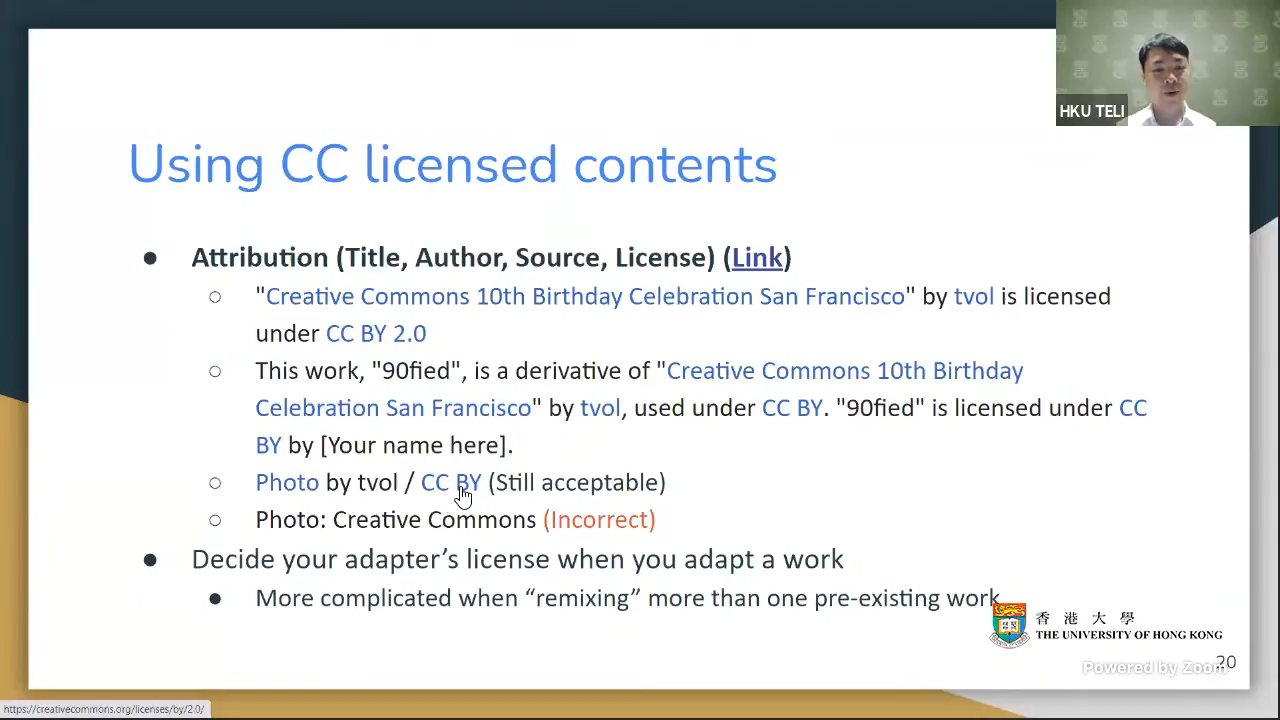 HKU TELI
Using CC licensed contents
● Attribution (Title, Author, Source, License) (Link)
○ "Creative Commons 10th Birthday Celebration San Francisco" by tvol is licensed
under CC BY 2.0
○ This work, "90fied", is a derivative of "Creative Commons 10th Birthday
Celebration San Francisco" by tvol, used under CC BY. "90fied" is licensed under CC
BY by [Your name here].
○ Photo by tvol / CC BY (Still acceptable)
○ Photo: Creative Commons (Incorrect)
● Decide your adapter’s license when you adapt a work
● More complicated when “remixing” more than one pre-existing work
香港大學
THE UNIVERSITY OF HONG KONG
20
Powered by Zoom
https://creativecommons.org/licenses/by/2.0/